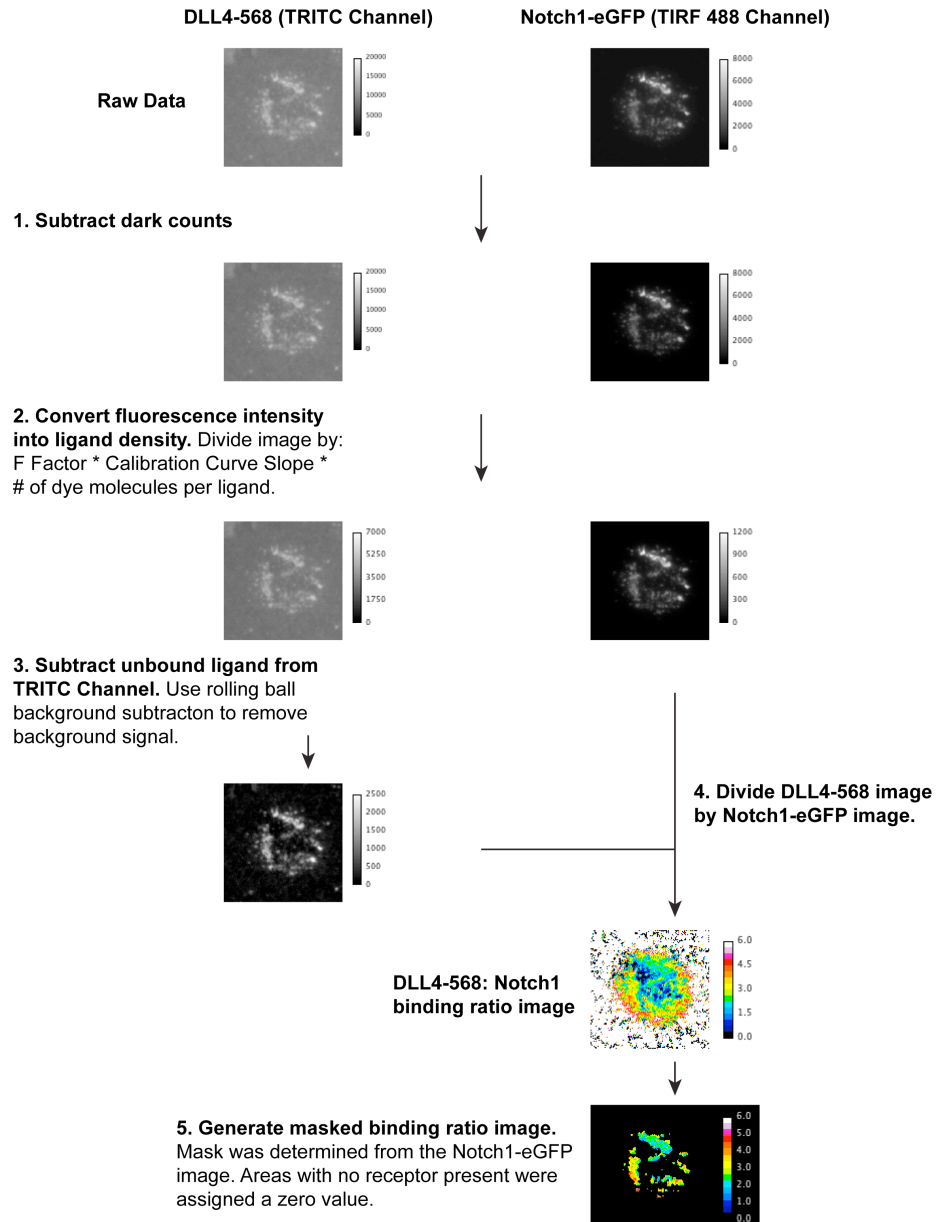 DLL4-568 (TRITC Channel)
Notch1-eGFP (TIRF 488 Channel)
Raw Data
20000
15000
10000
5000
0
8000
6000
4000
2000
0
1. Subtract dark counts
20000
15000
10000
5000
0
8000
6000
4000
2000
0
2. Convert fluorescence intensity
into ligand density. Divide image by:
F Factor * Calibration Curve Slope *
# of dye molecules per ligand.
7000
5250
3500
1750
0
1200
900
600
300
0
3. Subtract unbound ligand from
TRITC Channel. Use rolling ball
background subtracton to remove
background signal.
2500
2000
1500
1000
500
0
4. Divide DLL4-568 image
by Notch1-eGFP image.
DLL4-568: Notch1
binding ratio image
6.0
4.5
3.0
1.5
0.0
5. Generate masked binding ratio image.
Mask was determined from the Notch1-eGFP
image. Areas with no receptor present were
assigned a zero value.
6.0
5.0
4.0
3.0
2.0
1.0
0.0